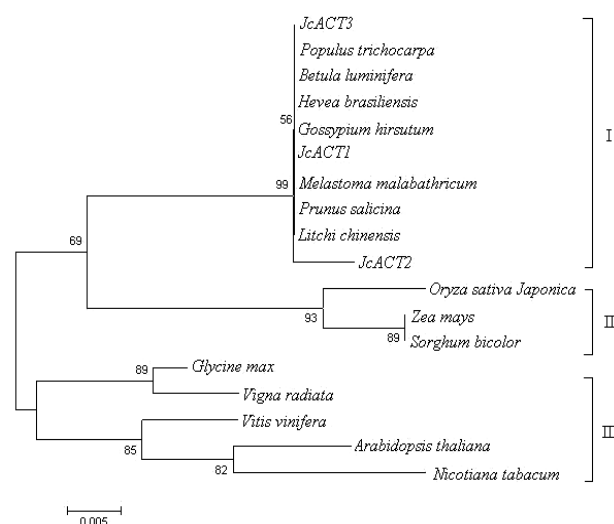 JcACT3
Populus trichocarpa
Betula luminifera
Hevea brasiliensis
56
Gossypium hirsutum
I
JcACT1
99
Melastoma malabathricum
Prunus salicina
Litchi chinensis
69
JcACT2
Oryza sativa Japonica
93
Zea mays
II
89
Sorghum bicolor
89
Glycine max
Vigna radiata
Vitis vinifera
III
85
Arabidopsis thaliana
82
Nicotiana tabacum
0.005